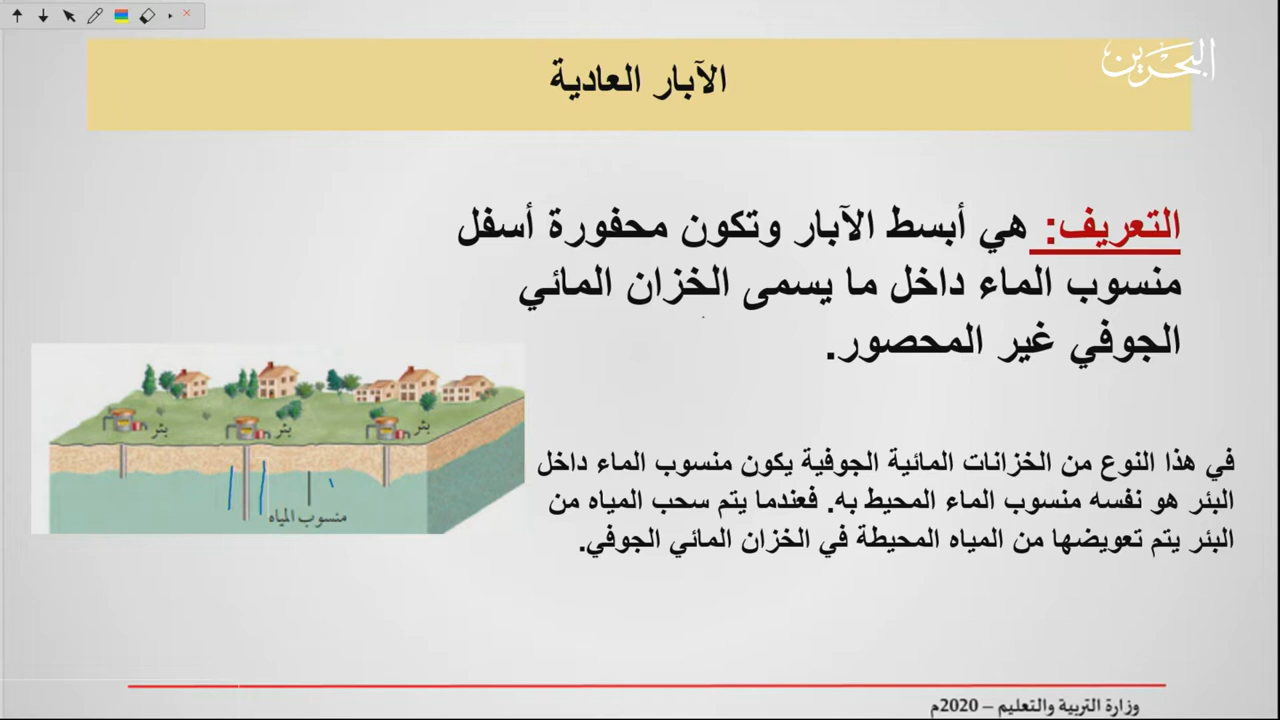 البحرين
الآبار العادية
التعريف: هي أبسط الآبار وتكون محفورة أسفل
منسوب الماء داخل ما يسمى الخزان المائي
الجوفي غير المحصور.
بئر
بئر
بئر
منسوب المياه
في هذا النوع من الخزانات المائية الجوفية يكون منسوب الماء داخل
البئر هو نفسه منسوب الماء المحيط به. فعندما يتم سحب المياه من
البئر يتم تعويضها من المياه المحيطة في الخزان المائي الجوفي.
وزارة التربية والتعليم – 2020م